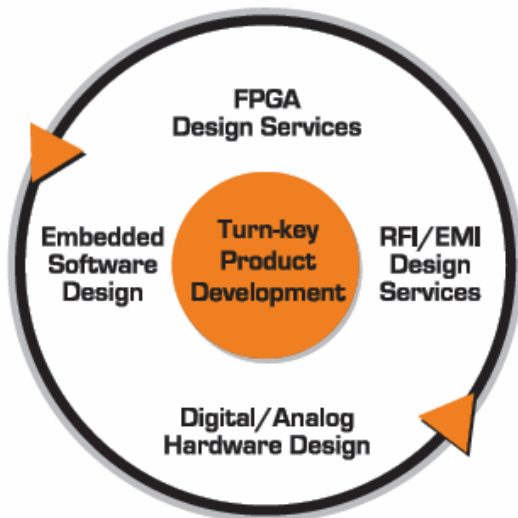 FPGA
Design Services
Embedded
Software
Design
Turn-key
Product
Development
RFI/EMI
Design
Services
Digital/Analog
Hardware Design